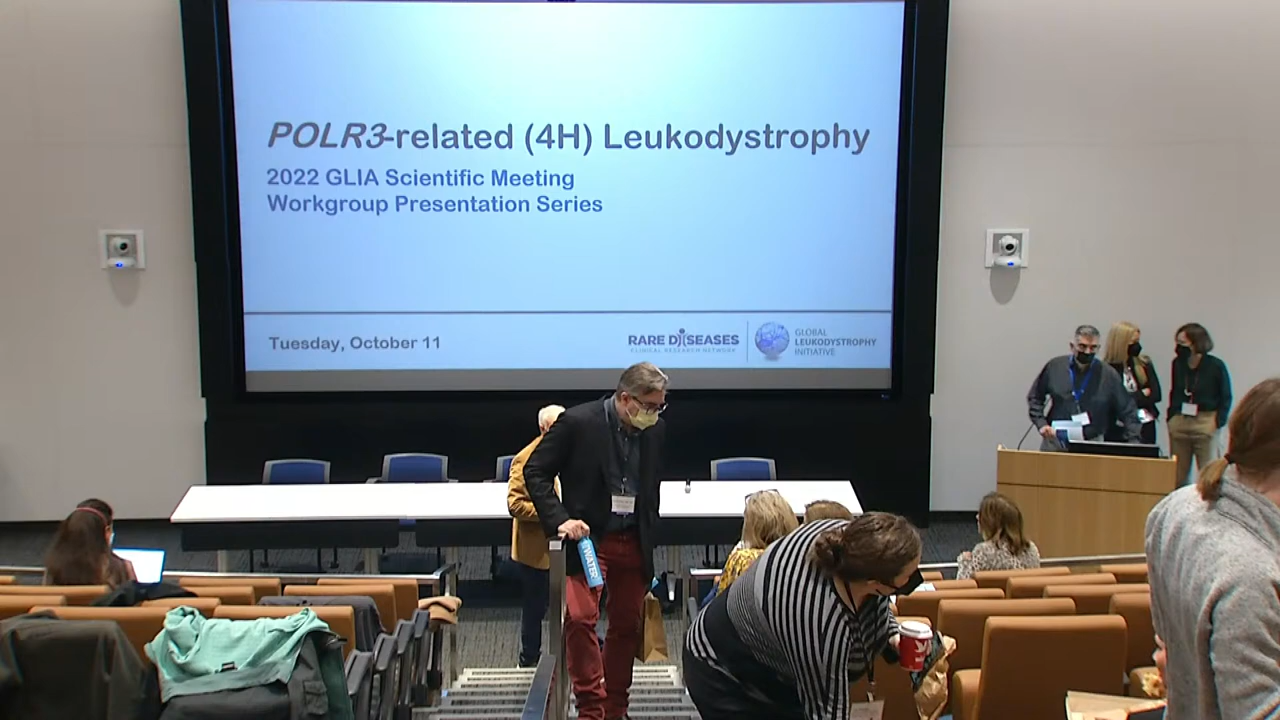 POLR3-related (4H) Leukodystrophy
2022 GLIA Scientific Meeting
Workgroup Presentation Series
Tuesday, October 11
RARE DISEASES
CLINICAL RESEARCH NETWORK
GLOBAL
LEUKODYSTROPHY
INITIATIVE
WATER